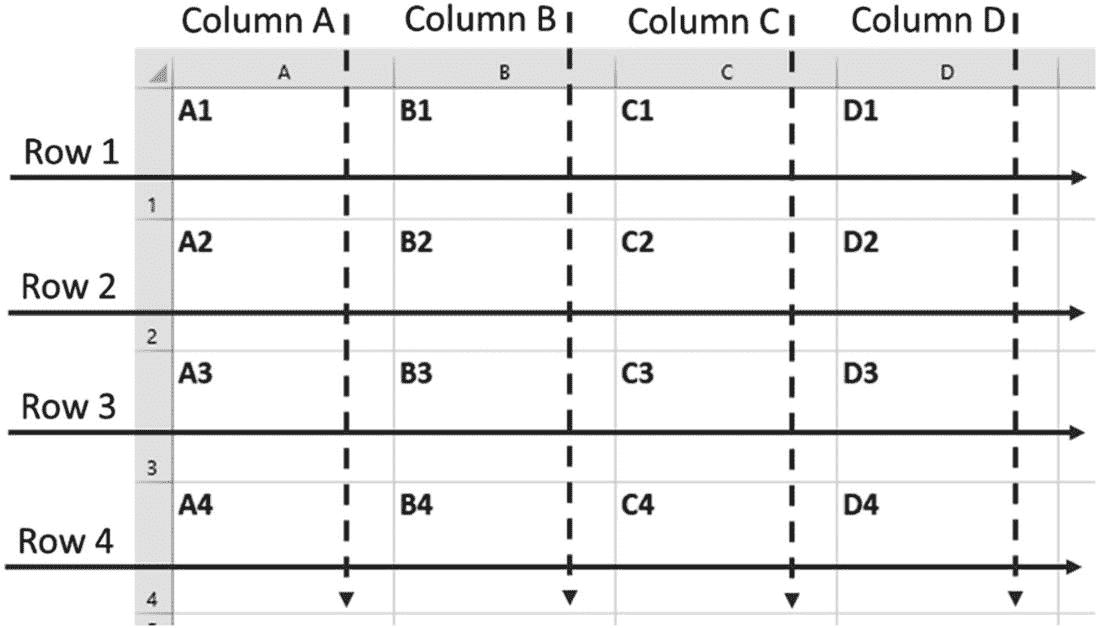 Column A Column B Column C Column D
A B C D
A1 B1 C1 D1
Row 1
1
A2 B2 C2 D2
Row 2
2
A3 B3 C3 D3
Row 3
3
A4 B4 C4 D4
Row 4
4